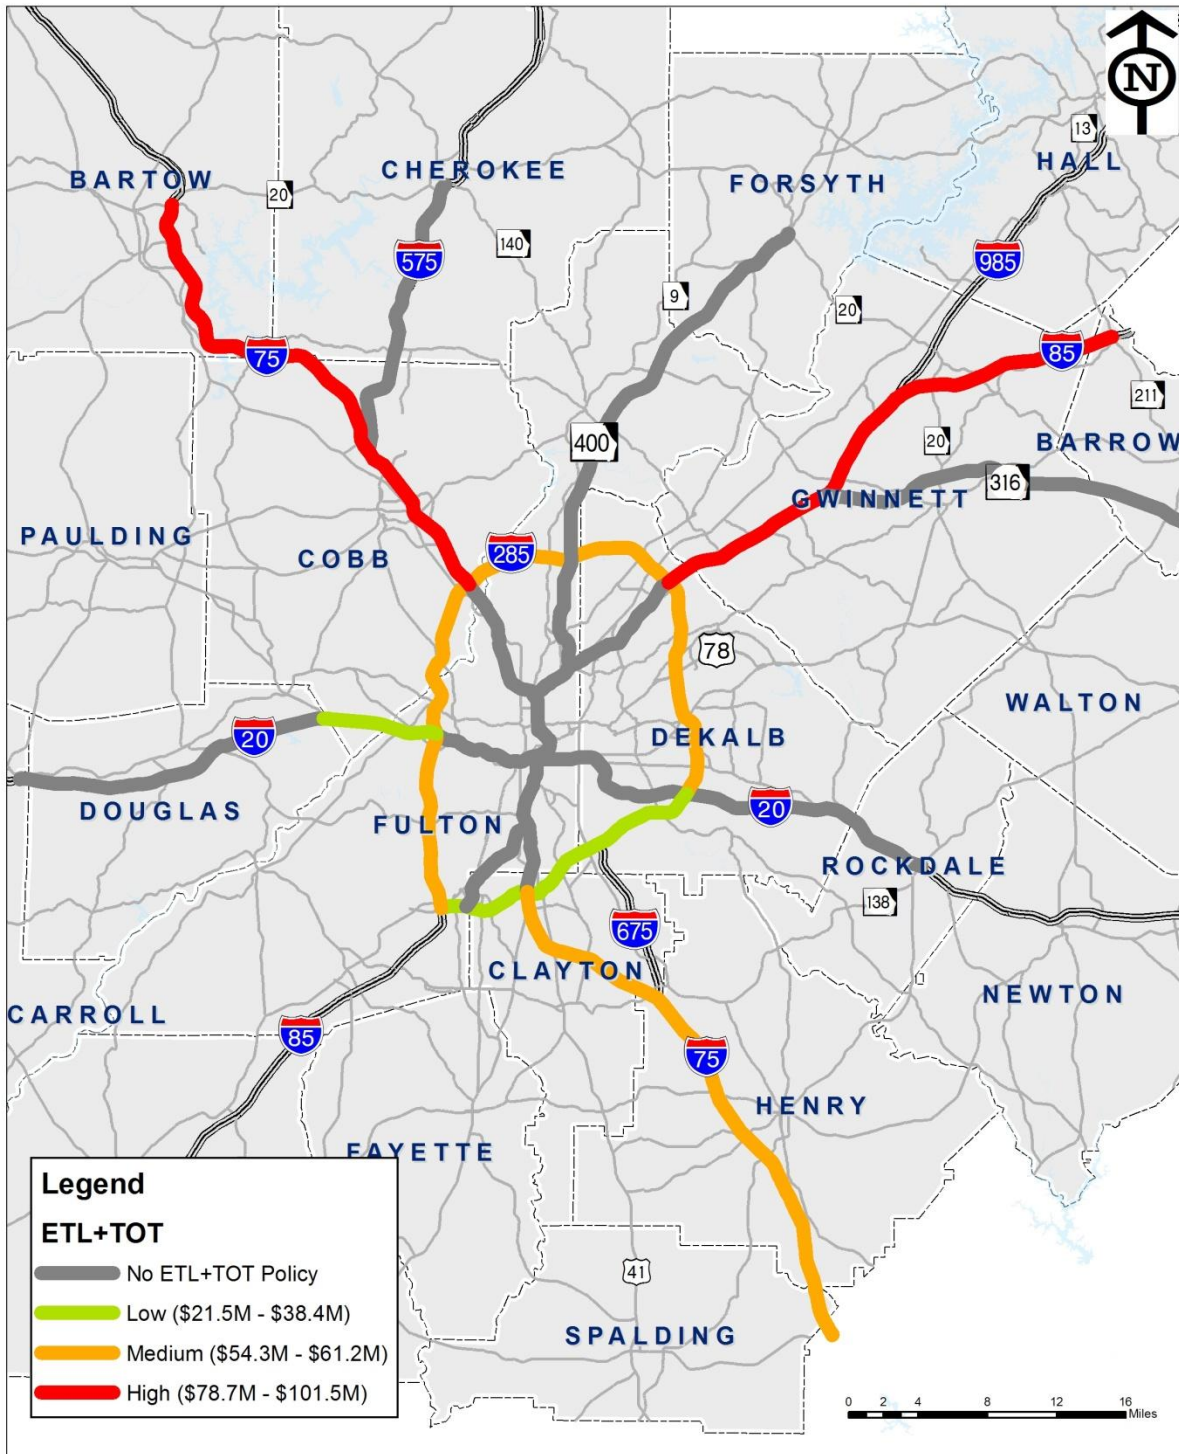 N
13
HALL
CHEROKEE
BARTOW
FORSYTH
20
140
575
985
9
20
75
85
211
400
20
BARROW
316
GWINNETT
PAULDING
COBB
285
78
WALTON
20
DEKALB
DOUGLAS
20
FULTON
ROCKDALE
138
675
CLAYTON
NEWTON
CARROLL
85
75
HENRY
FAYETTE
41
SPALDING
Legend
ETL+TOT
No ETL+TOT Policy
Low ($21.5M - $38.4M)
Medium ($54.3M - $61.2M)
High ($78.7M - $101.5M)
0 2 4 8 12 16
Miles